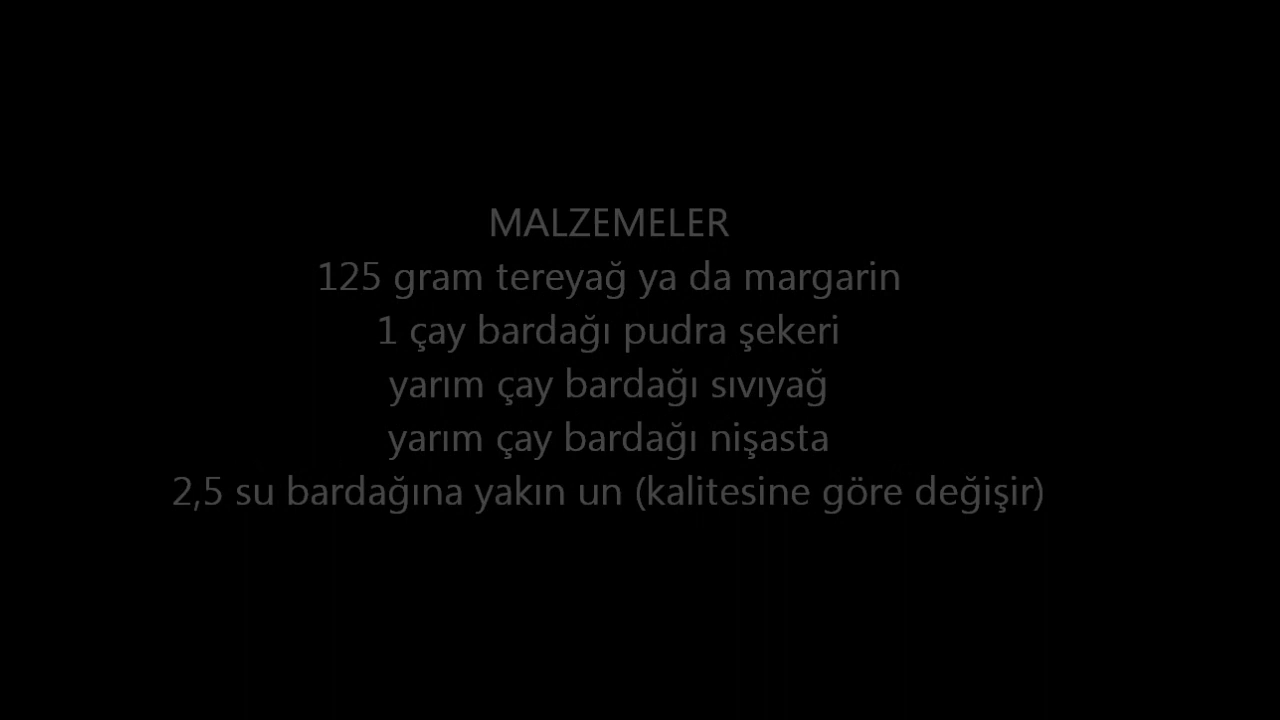 MALZEMELER
125 gram tereyağ ya da margarin
1 çay bardağı pudra şekeri
yarım çay bardağı sıvıyağ
yarım çay bardağı nişasta
2,5 su bardağına yakın un (kalitesine göre değişir)